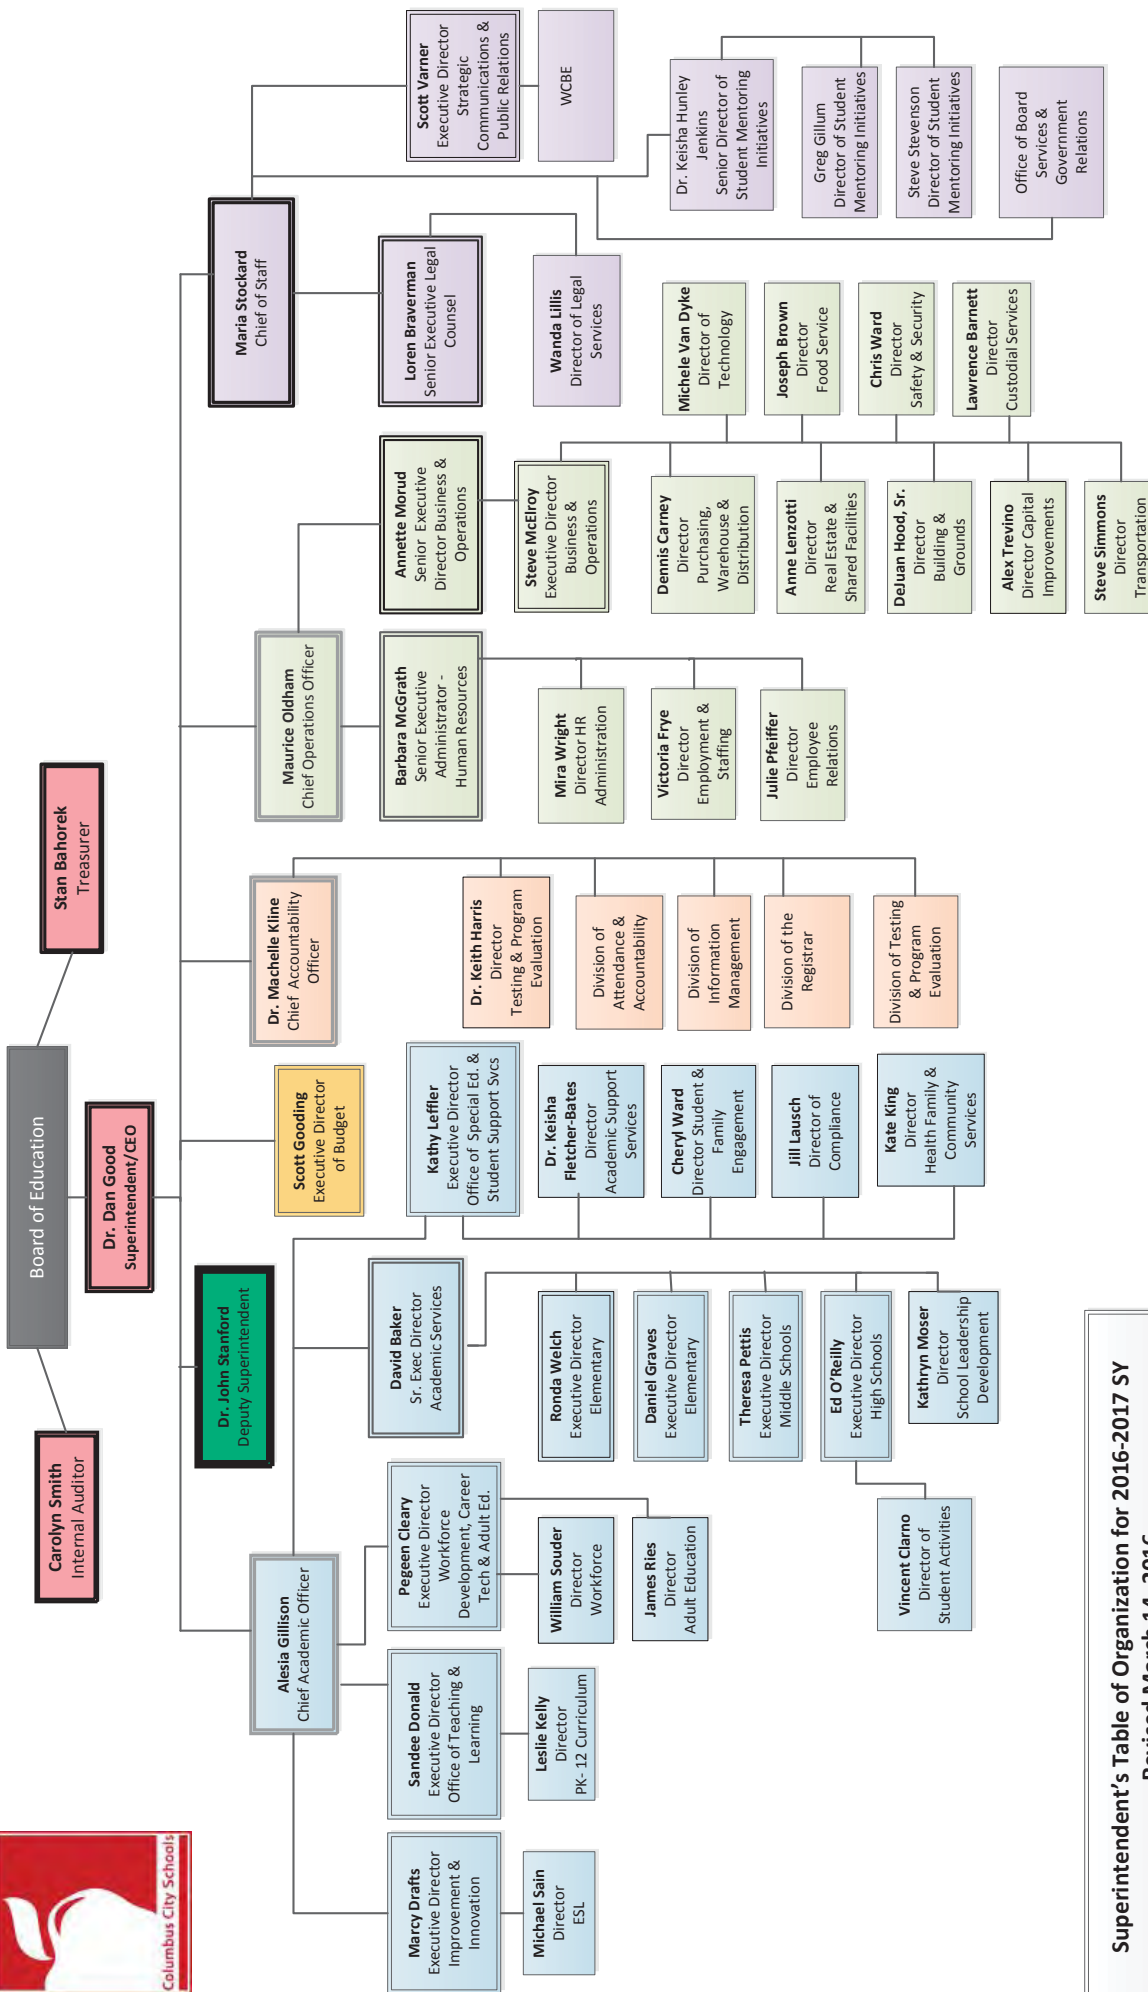 Columbus City Schools
Board of Education
Carolyn Smith
Internal Auditor
Stan Bahorek
Treasurer
Dr. Dan Good
Superintendent/CEO
Dr. John Stanford
Deputy Superintendent
Alesia Gillison
Chief Academic Officer
Scott Gooding
Executive Director
of Budget
Dr. Machelle Kline
Chief Accountability
Officer
Maurice Oldham
Chief Operations Officer
Maria Stockard
Chief of Staff
Marcy Drafts
Executive Director
Improvement &
Innovation
Michael Sain
Director
ESL
Sandee Donald
Executive Director
Office of Teaching &
Learning
Leslie Kelly
Director
PK- 12 Curriculum
Pegeen Cleary
Executive Director
Workforce
Development, Career
Tech & Adult Ed.
William Souder
Director
Workforce
James Ries
Director
Adult Education
David Baker
Sr. Exec Director
Academic Services
Ronda Welch
Executive Director
Elementary
Daniel Graves
Executive Director
Elementary
Theresa Pettis
Executive Director
Middle Schools
Ed O'Reilly
Executive Director
High Schools
Kathryn Moser
Director
School Leadership
Development
Vincent Clarno
Director of
Student Activities
Kathy Leffler
Executive Director
Office of Special Ed. &
Student Support Svcs
Dr. Keisha
Fletcher-Bates
Director
Academic Support
Services
Cheryl Ward
Director Student &
Family
Engagement
Jill Lausch
Director of
Compliance
Kate King
Director
Health Family &
Community
Services
Dr. Keith Harris
Director
Testing & Program
Evaluation
Division of
Attendance &
Accountability
Division of
Information
Management
Division of the
Registrar
Division of Testing
& Program
Evaluation
Barbara McGrath
Senior Executive
Administrator -
Human Resources
Mira Wright
Director HR
Administration
Victoria Frye
Director
Employment &
Staffing
Julie Pfeiffer
Director
Employee
Relations
Annette Morud
Senior Executive
Director Business &
Operations
Steve McElroy
Executive Director
Business &
Operations
Dennis Carney
Director
Purchasing,
Warehouse &
Distribution
Anne Lenzotti
Director
Real Estate &
Shared Facilities
DeJuan Hood, Sr.
Director
Building &
Grounds
Alex Trevino
Director Capital
Improvements
Steve Simmons
Director
Transportation
Michele Van Dyke
Director of
Technology
Joseph Brown
Director
Food Service
Chris Ward
Director
Safety & Security
Lawrence Barnett
Director
Custodial Services
Loren Braverman
Senior Executive Legal
Counsel
Wanda Lillis
Director of Legal
Services
Scott Varner
Executive Director
Strategic
Communications &
Public Relations
WCBE
Dr. Keisha Hunley
Jenkins
Senior Director of
Student Mentoring
Initiatives
Greg Gillum
Director of Student
Mentoring Initiatives
Steve Stevenson
Director of Student
Mentoring Initiatives
Office of Board
Services &
Government
Relations
Superintendent's Table of Organization for 2016-2017 SY
Revised March 14, 2016